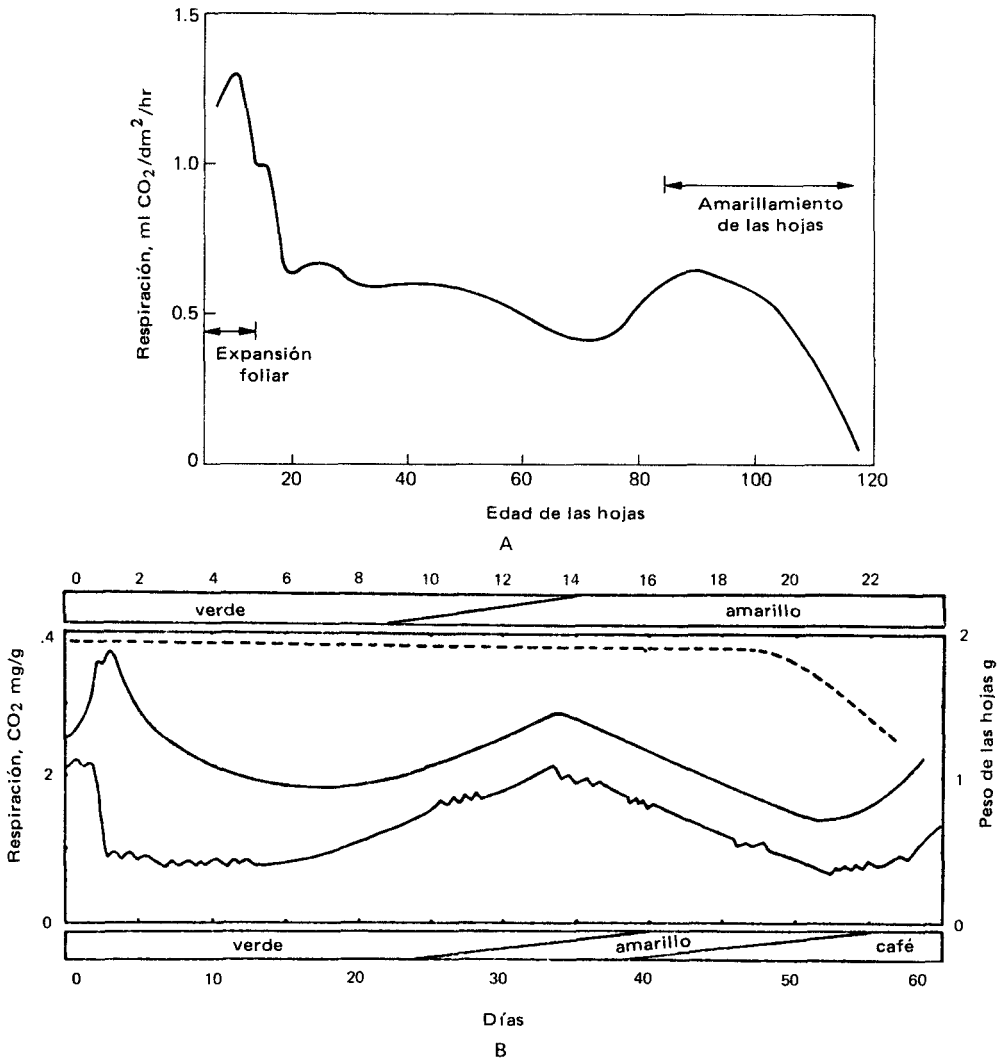 1.5
1.0
0.5
0
Respiración, ml CO₂/dm²/hr
Expansión
foliar
Amarillamiento
de las hojas
20 40 60 80 100 120
Edad de las hojas
A
0 2 4 6 8 10 12 14 16 18 20 22
verde amarillo
.4
2
0
Respiración, CO₂ mg/g
2
1
0
Peso de las hojas g
verde amarillo café
0 10 20 30 40 50 60
Días
B